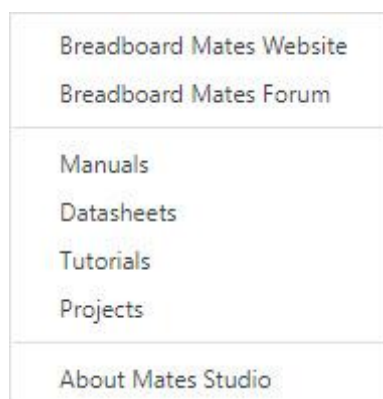 Breadboard Mates Website
Breadboard Mates Forum
Manuals
Datasheets
Tutorials
Projects
About Mates Studio